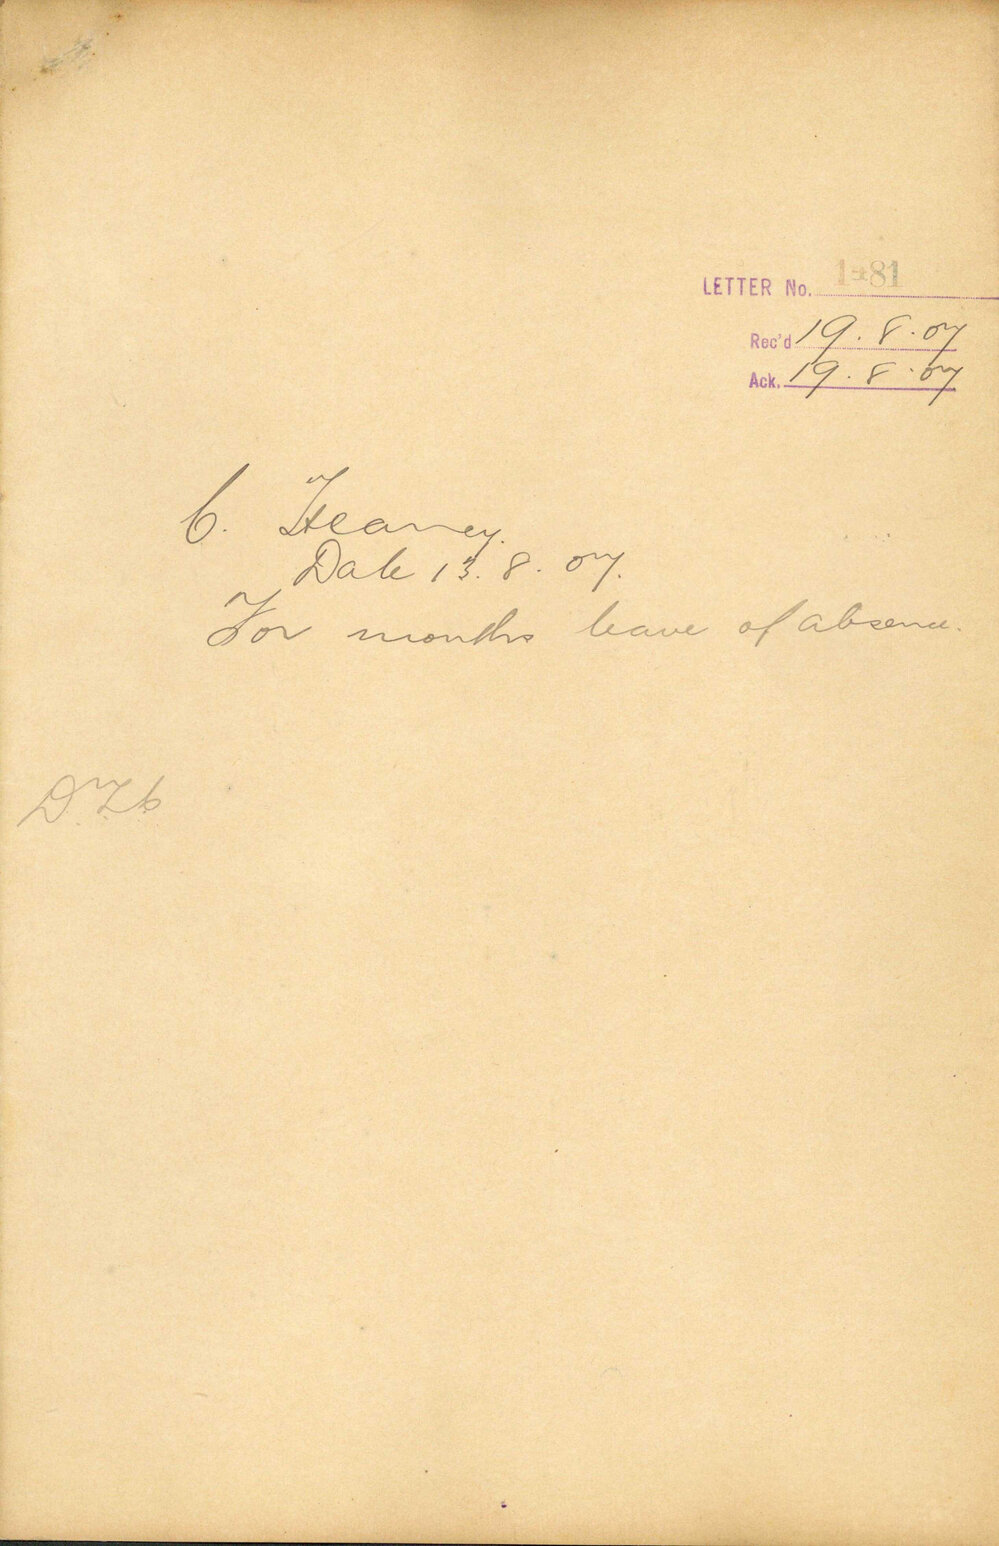 LETTER No. 1481
Rec'd 19.8.07
Ack. 19.8.07
C. Heaney.
Date 13.8.07.
For months leave of absence.